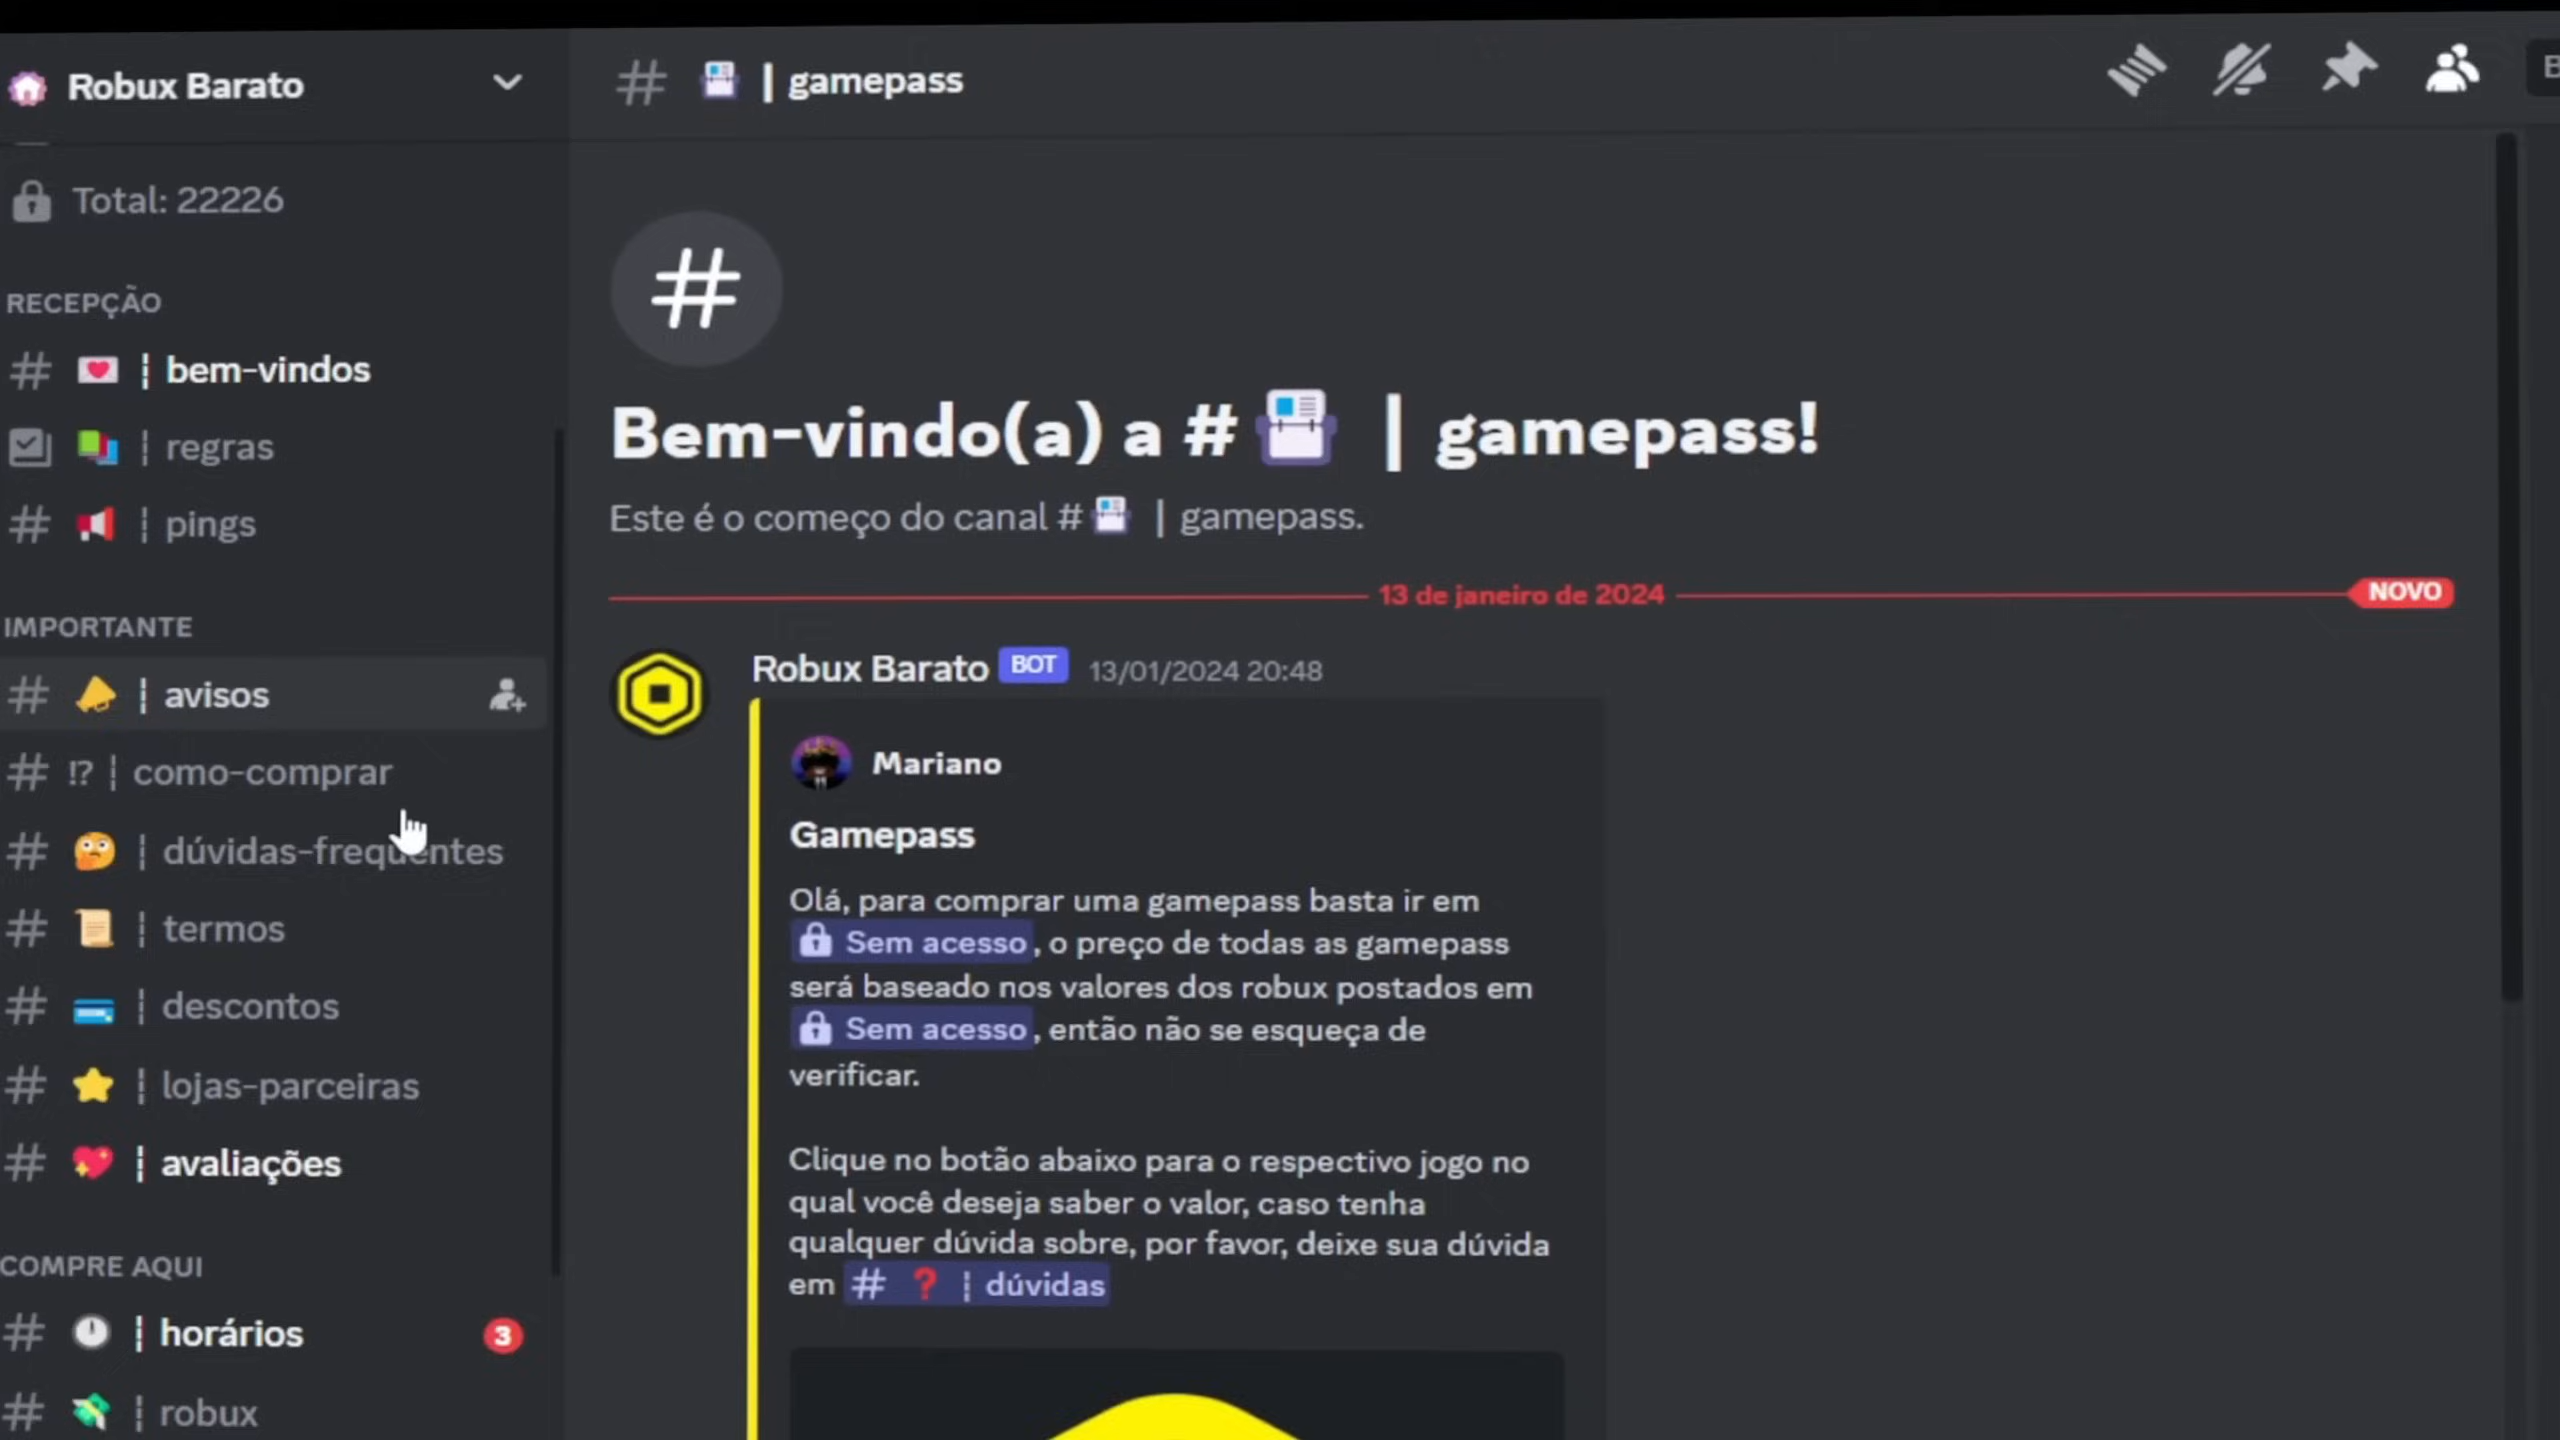 Robux Barato
Total: 22226
RECEPÇÃO
# ┆ bem-vindos
┆ regras
# ┆ pings
IMPORTANTE
# ┆ avisos
# ⁉ ┆ como-comprar
# ┆ dúvidas-frequentes
# ┆ termos
# ┆ descontos
# ┆ lojas-parceiras
# ┆ avaliações
COMPRE AQUI
# ┆ horários 3
# ┆ robux
# | gamepass
Bem-vindo(a) a # | gamepass!
Este é o começo do canal # | gamepass.
13 de janeiro de 2024 NOVO
Robux Barato BOT 13/01/2024 20:48
Mariano
Gamepass
Olá, para comprar uma gamepass basta ir em
Sem acesso, o preço de todas as gamepass
será baseado nos valores dos robux postados em
Sem acesso, então não se esqueça de
verificar.
Clique no botão abaixo para o respectivo jogo no
qual você deseja saber o valor, caso tenha
qualquer dúvida sobre, por favor, deixe sua dúvida
em # ❓ ┆ dúvidas